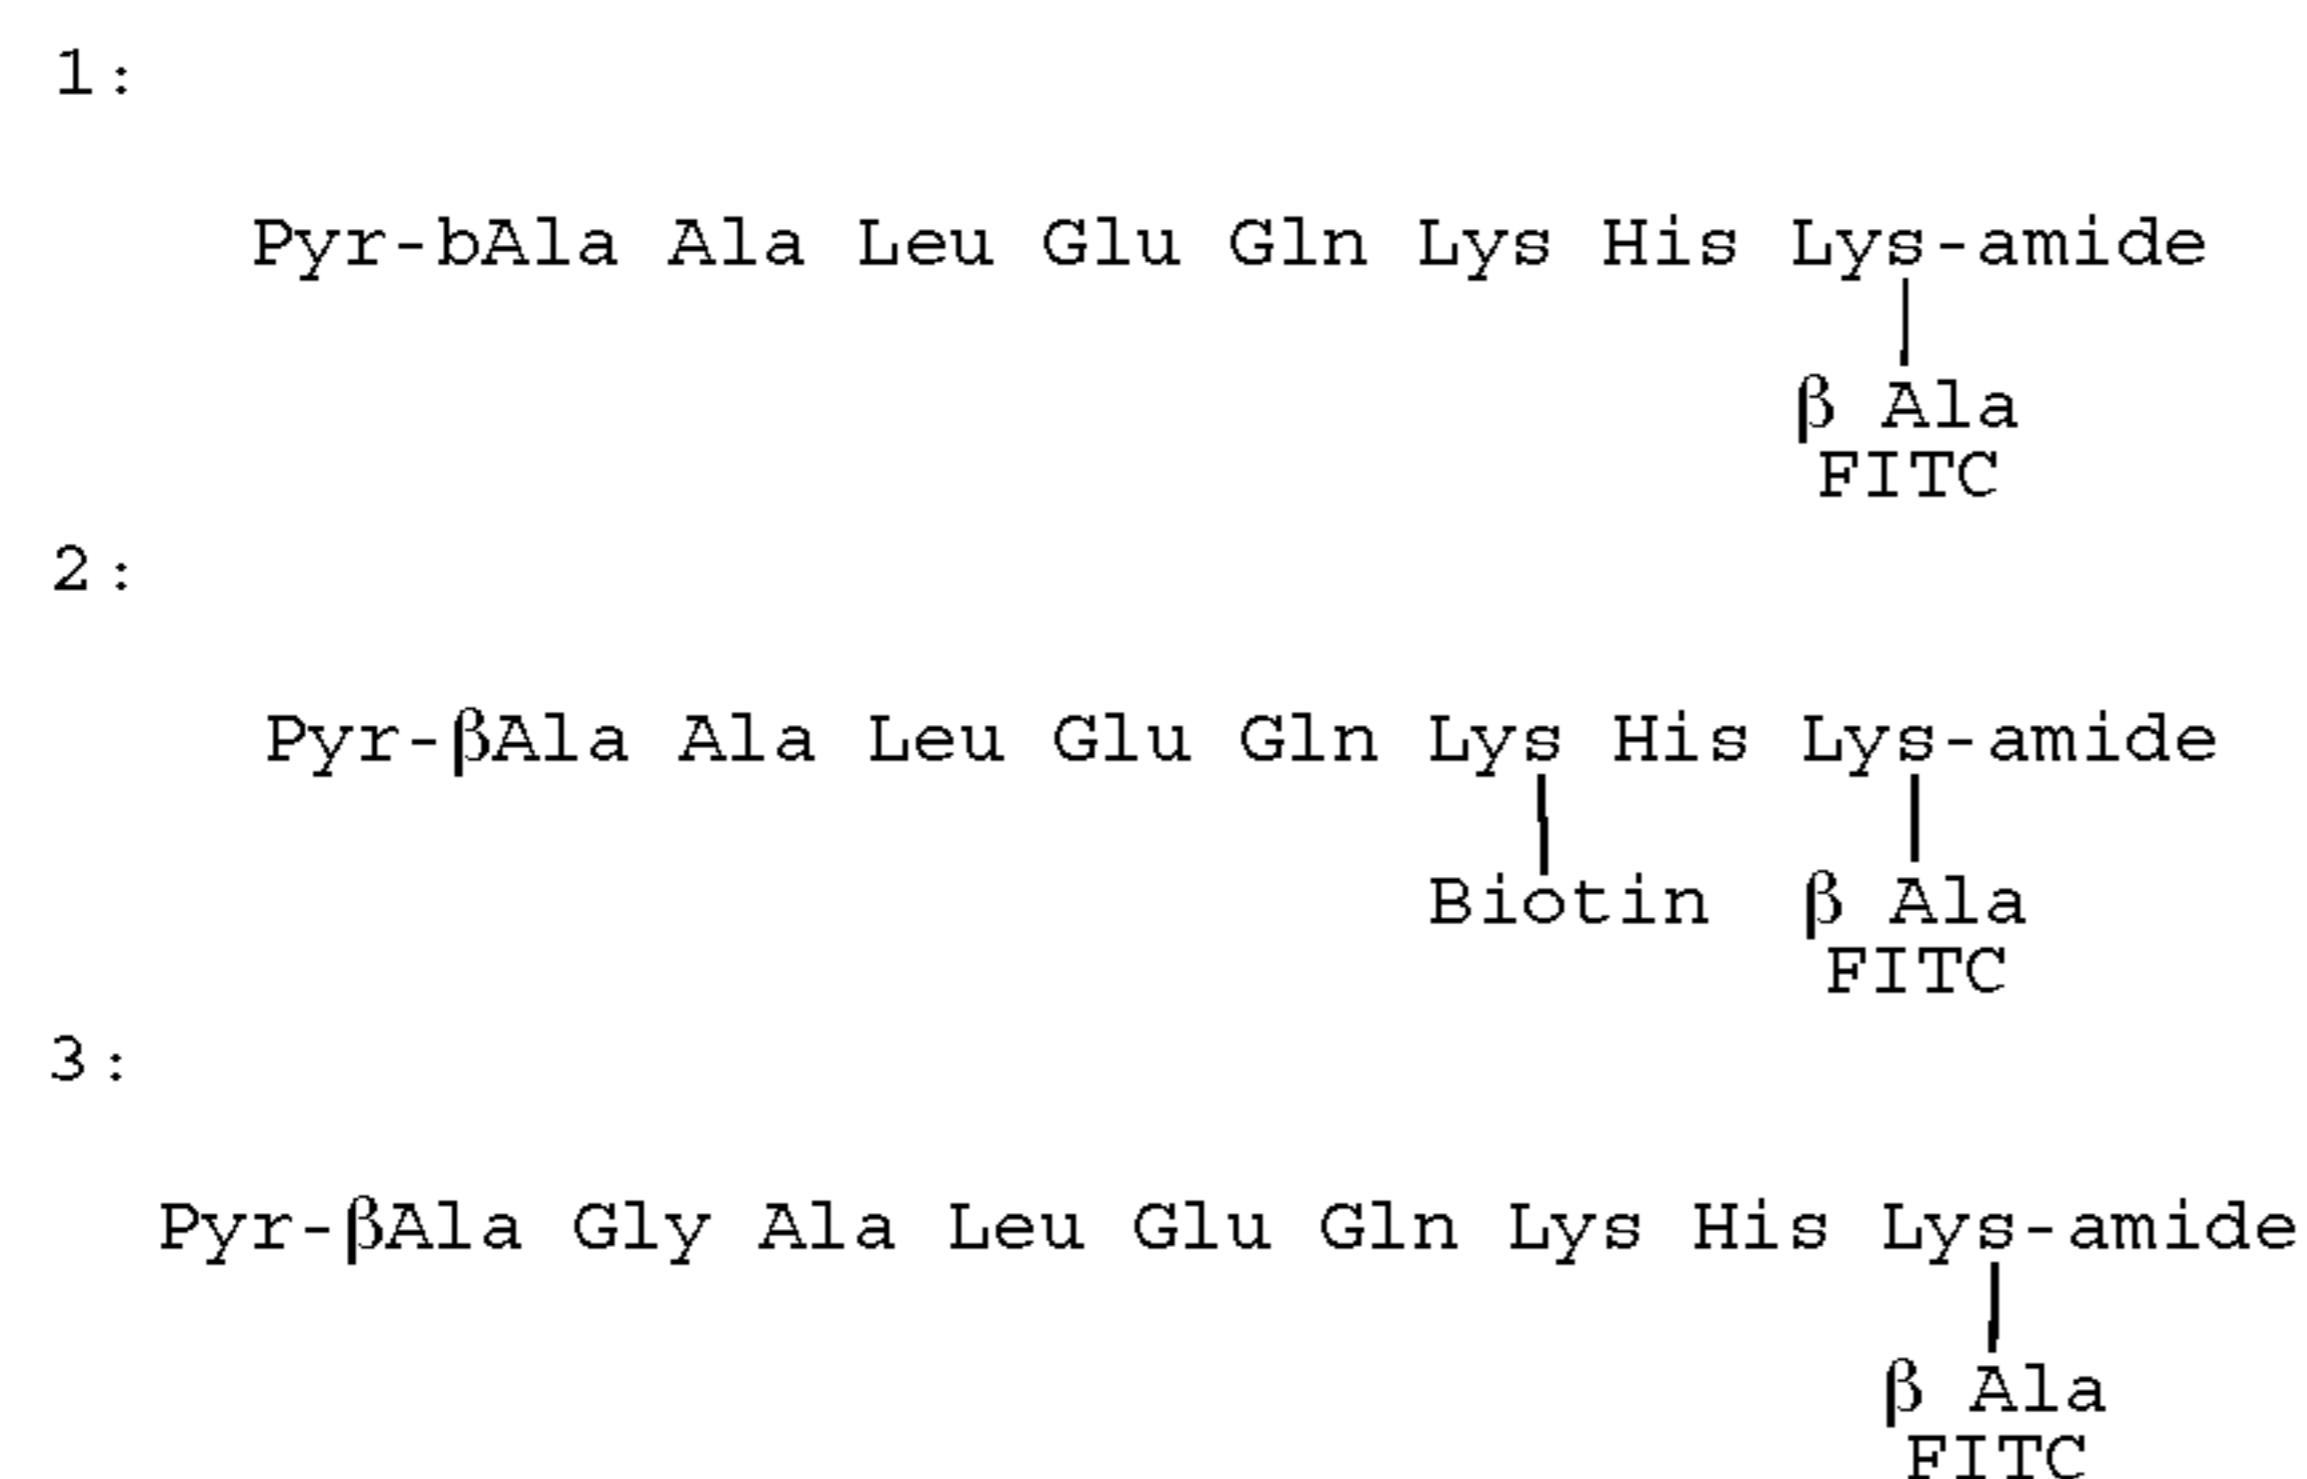 1:
Pyr-bAla Ala Leu Glu Gln Lys His Lys-amide
β Ala
FITC
2:
Pyr-βAla Ala Leu Glu Gln Lys His Lys-amide
Biotin β Ala
FITC
3:
Pyr-βAla Gly Ala Leu Glu Gln Lys His Lys-amide
β Ala
FITC